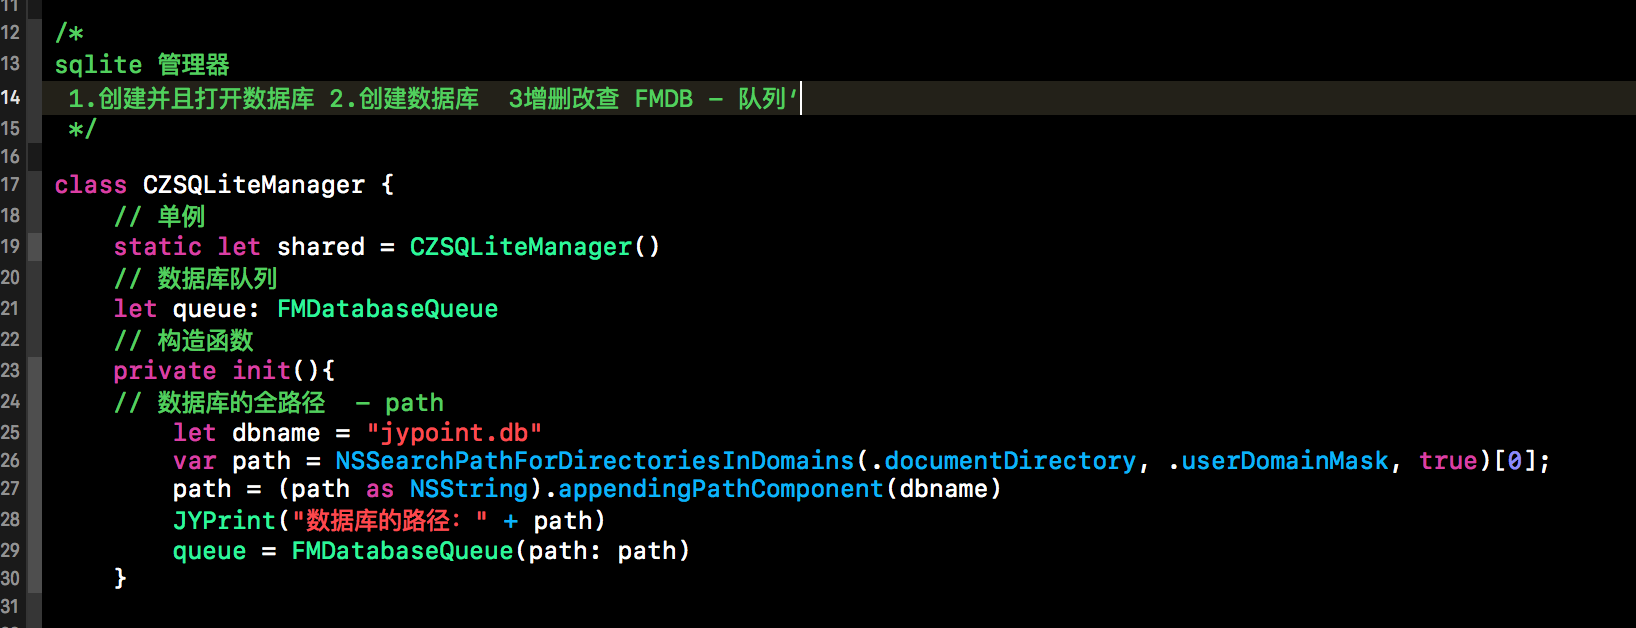 11
12 /*
13 sqlite 管理器
14 1.创建并且打开数据库 2.创建数据库  3增删改查 FMDB - 队列‘
15 */
16
17 class CZSQLiteManager {
18 // 单例
19 static let shared = CZSQLiteManager()
20 // 数据库队列
21 let queue: FMDatabaseQueue
22 // 构造函数
23 private init(){
24 // 数据库的全路径  - path
25 let dbname = "jypoint.db"
26 var path = NSSearchPathForDirectoriesInDomains(.documentDirectory, .userDomainMask, true)[0];
27 path = (path as NSString).appendingPathComponent(dbname)
28 JYPrint("数据库的路径：" + path)
29 queue = FMDatabaseQueue(path: path)
30 }
31